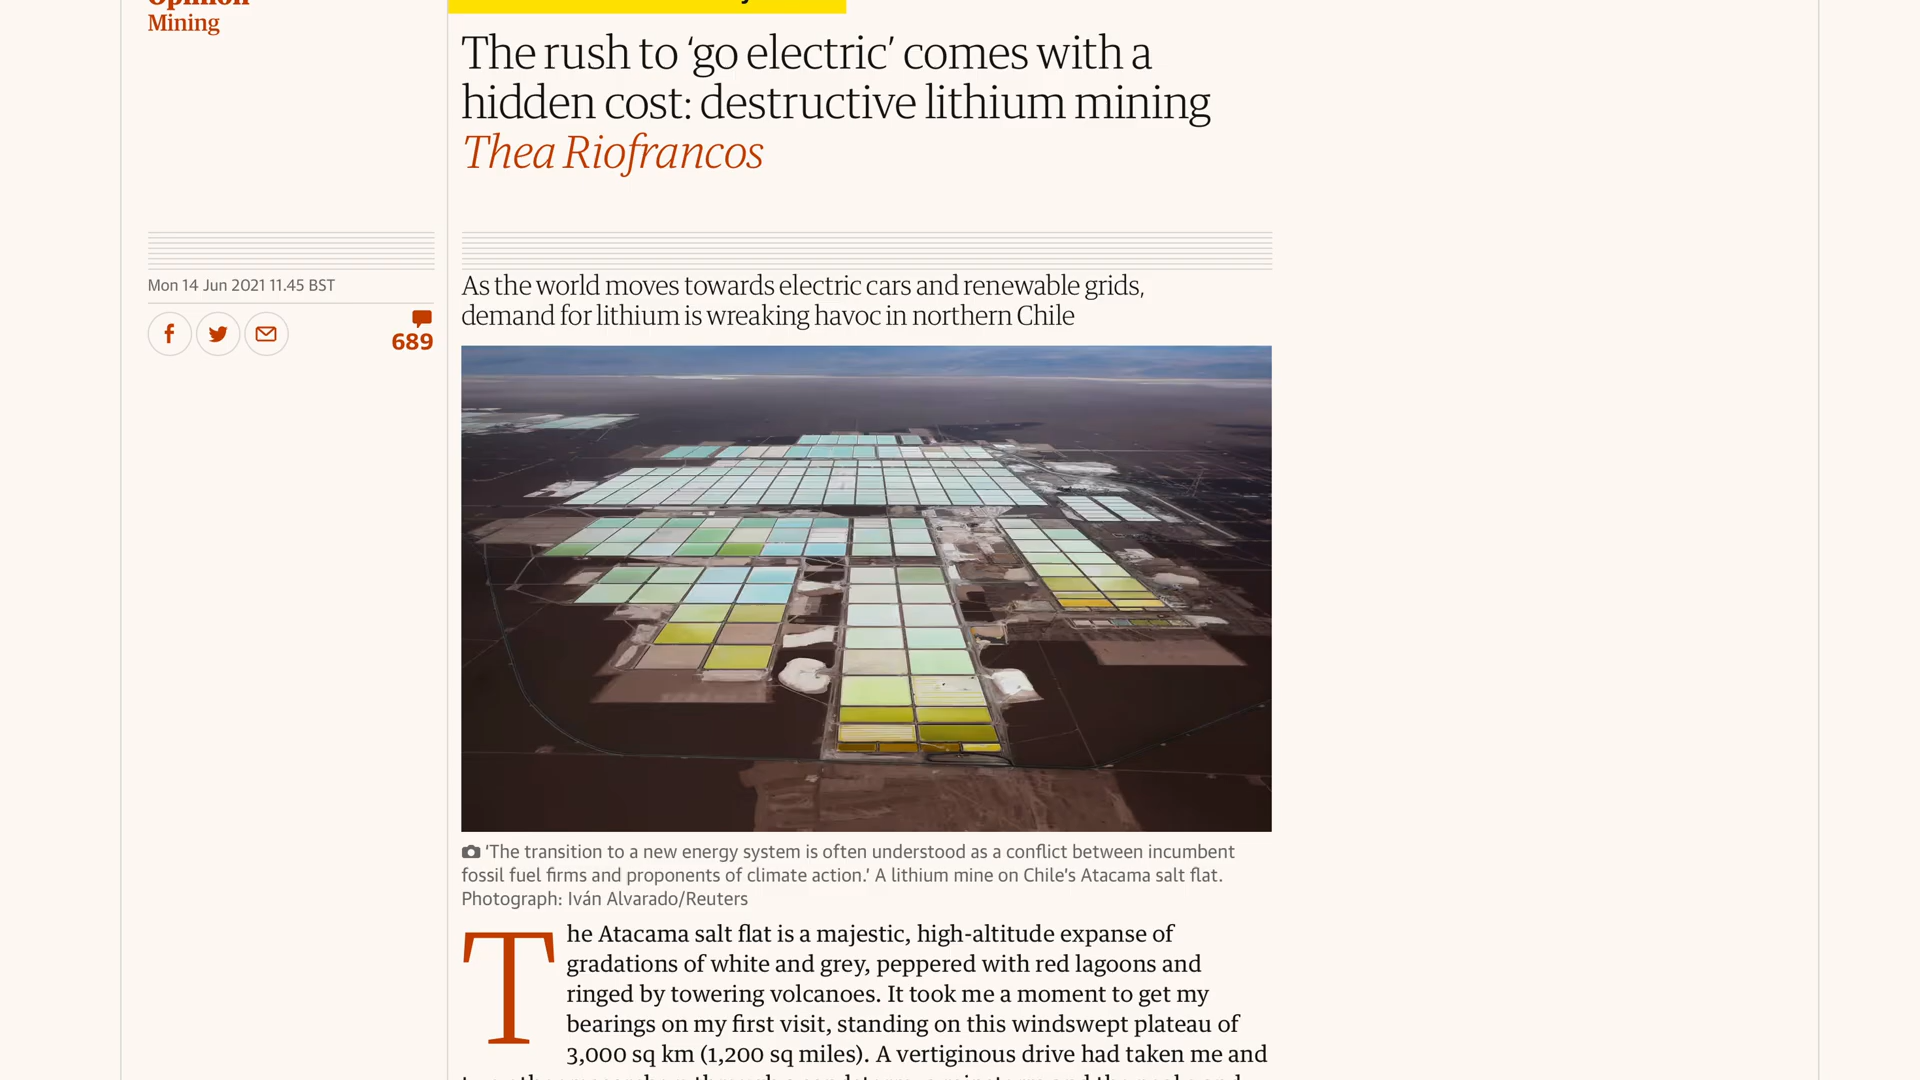 Opinion
Mining
The rush to ‘go electric’ comes with a
hidden cost: destructive lithium mining
Thea Riofrancos
Mon 14 Jun 2021 11.45 BST
689
As the world moves towards electric cars and renewable grids,
demand for lithium is wreaking havoc in northern Chile
‘The transition to a new energy system is often understood as a conflict between incumbent
fossil fuel firms and proponents of climate action.’ A lithium mine on Chile’s Atacama salt flat.
Photograph: Iván Alvarado/Reuters
The Atacama salt flat is a majestic, high-altitude expanse of
gradations of white and grey, peppered with red lagoons and
ringed by towering volcanoes. It took me a moment to get my
bearings on my first visit, standing on this windswept plateau of
3,000 sq km (1,200 sq miles). A vertiginous drive had taken me and